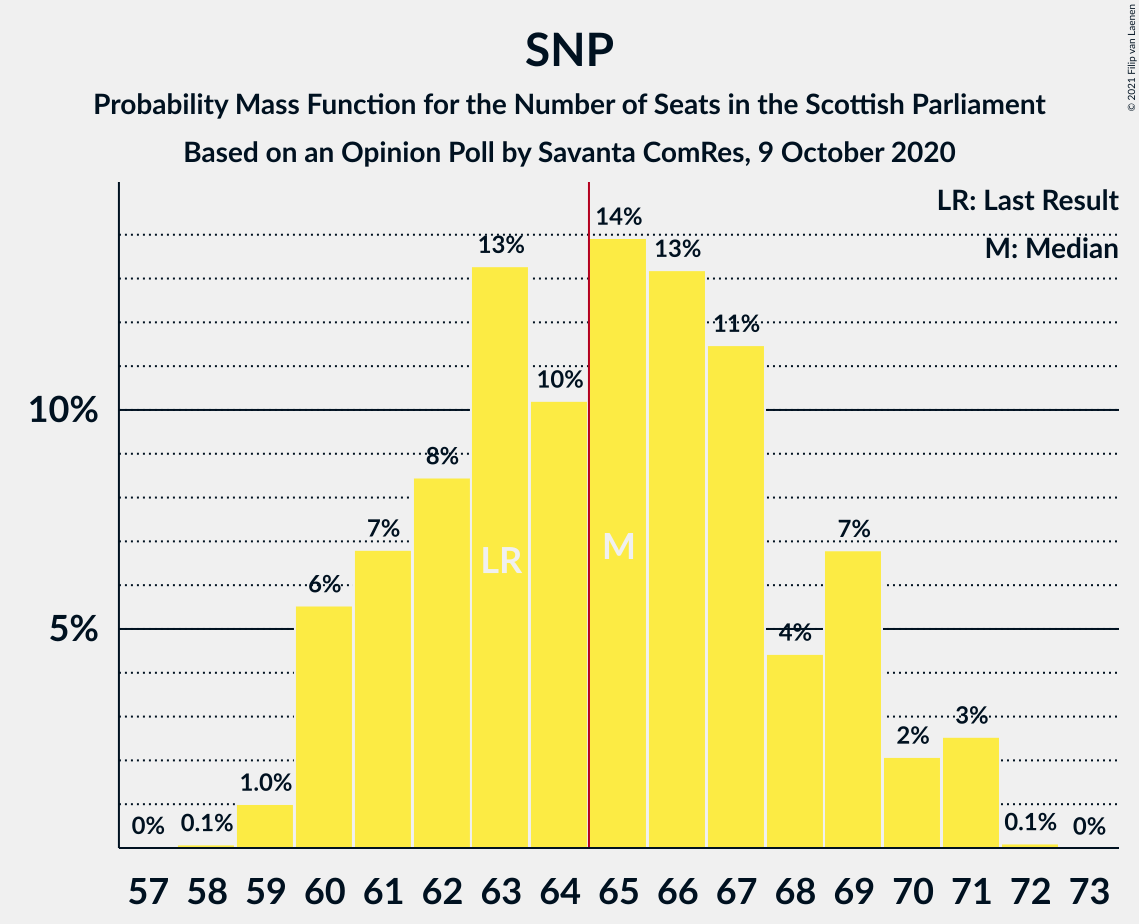 SNP
Probability Mass Function for the Number of Seats in the Scottish Parliament
Based on an Opinion Poll by Savanta ComRes, 9 October 2020
© 2021 Filip van Laenen
LR: Last Result
M: Median
10%
5%
0%
0.1%
1.0%
6%
7%
8%
13%
10%
14%
13%
11%
4%
7%
2%
3%
0.1%
0%
LR
M
57 58 59 60 61 62 63 64 65 66 67 68 69 70 71 72 73